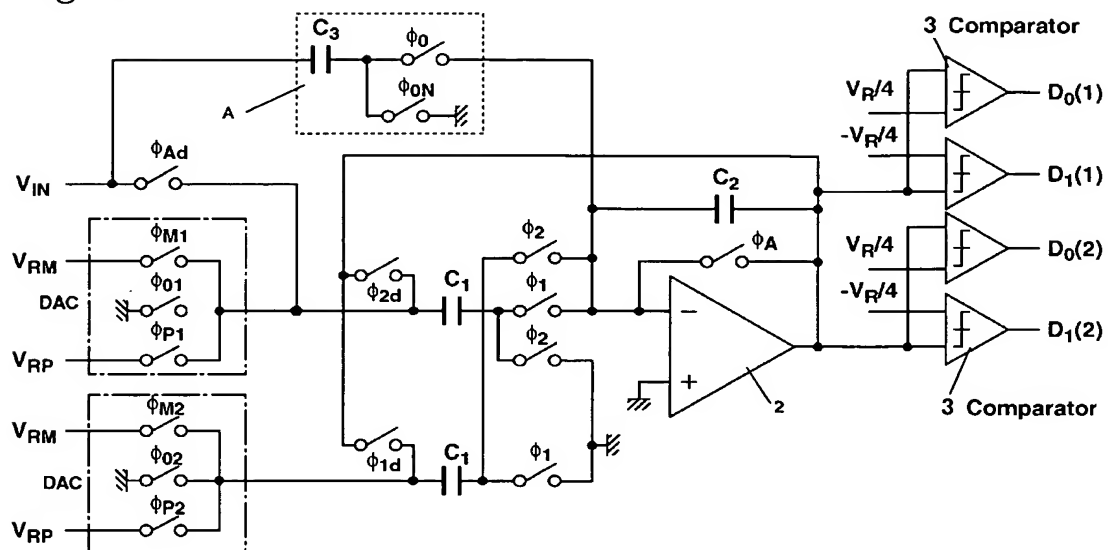 C3
ϕ0
ϕ0N
A
3 Comparator
VR/4
D0(1)
-VR/4
D1(1)
VIN
ϕAd
C2
ϕA
VR/4
D0(2)
-VR/4
D1(2)
3 Comparator
VRM
ϕM1
DAC
ϕ01
VRP
ϕP1
ϕ2d
C1
ϕ2
ϕ1
ϕ2
−
+
2
VRM
ϕM2
DAC
ϕ02
VRP
ϕP2
ϕ1d
C1
ϕ1